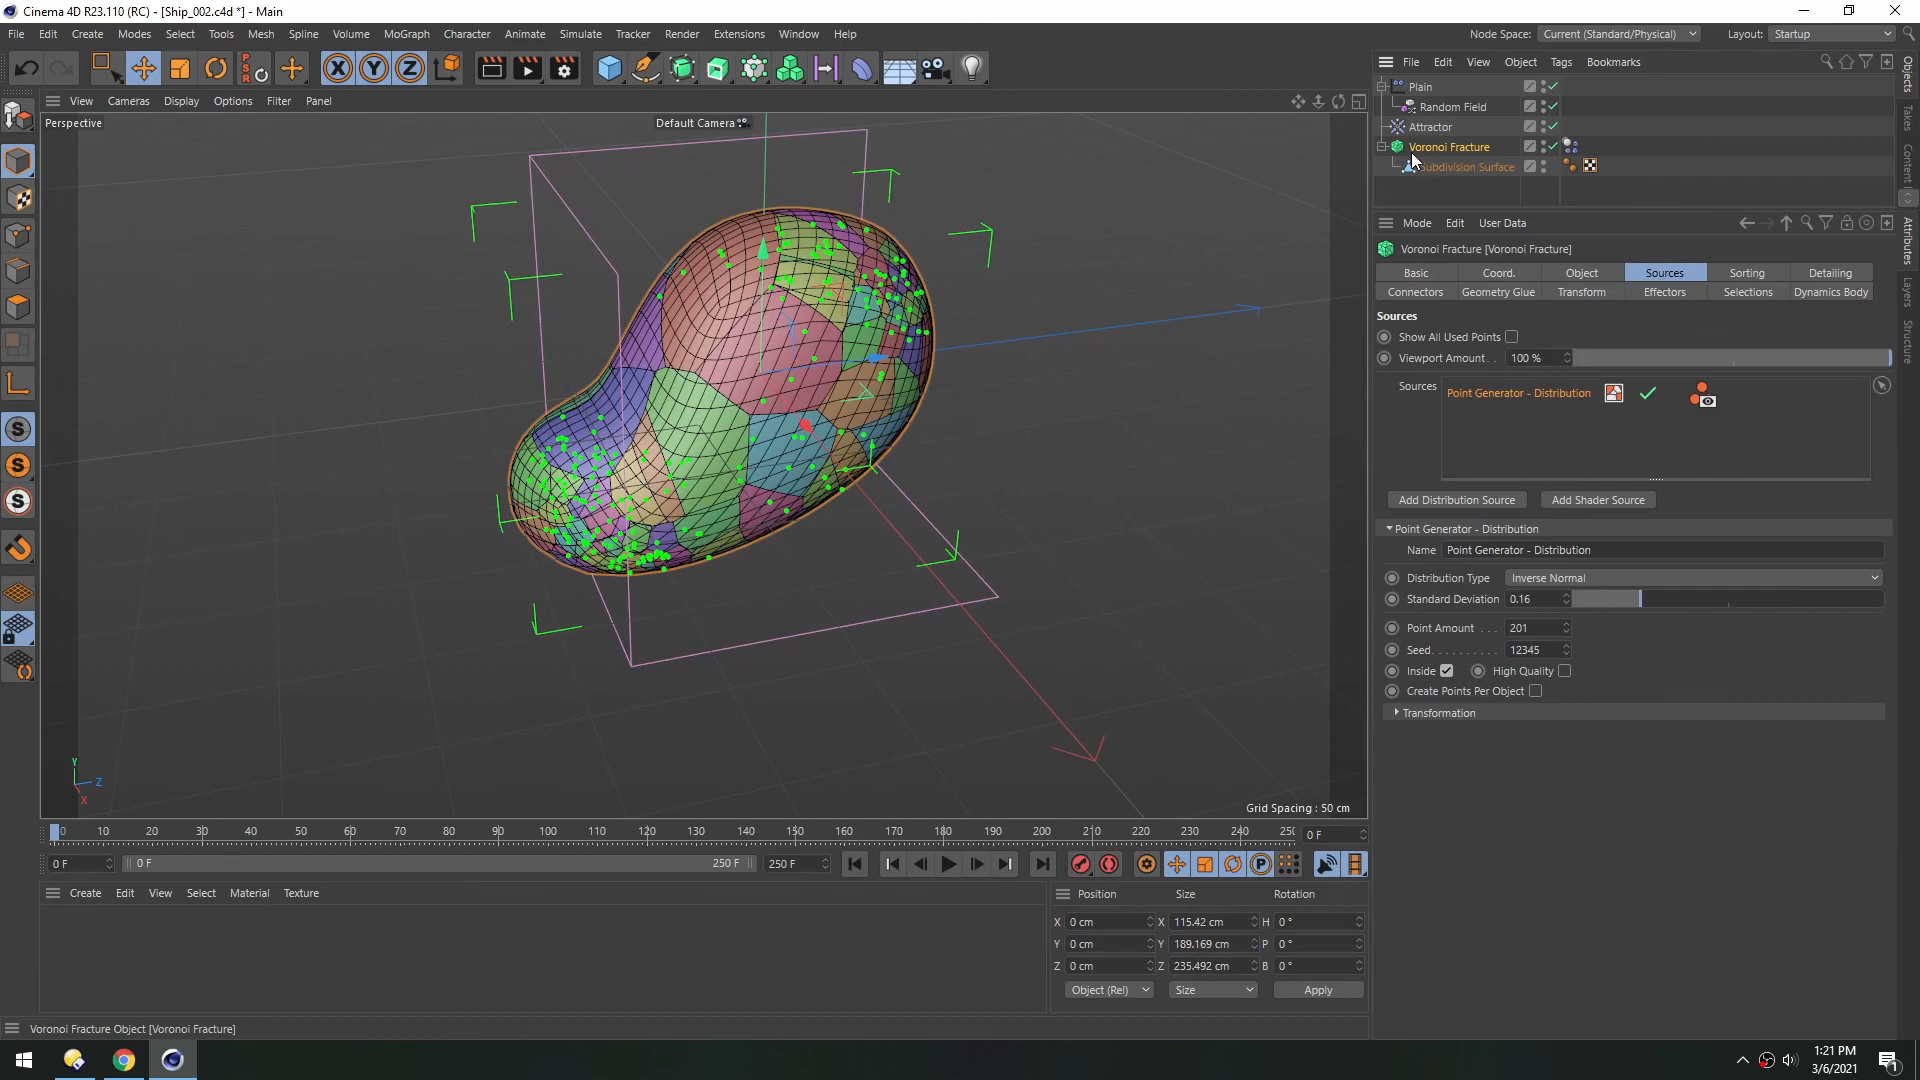 Cinema 4D R23.110 (RC) - [Ship_002.c4d *] - Main
File Edit Create Modes Select Tools Mesh Spline Volume MoGraph Character Animate Simulate Tracker Render Extensions Window Help
Node Space: Current (Standard/Physical) Layout: Startup
File Edit View Object Tags Bookmarks
Plain
Random Field
Attractor
Voronoi Fracture
Subdivision Surface
Objects
Takes
Attributes
Layers
Structure
View Cameras Display Options Filter Panel
Perspective
Default Camera
Y
Z
X
Grid Spacing : 50 cm
Mode Edit User Data
Voronoi Fracture [Voronoi Fracture]
Basic Coord. Object Sources Sorting Detailing
Connectors Geometry Glue Transform Effectors Selections Dynamics Body
Sources
Show All Used Points
Viewport Amount. . 100 %
Sources Point Generator - Distribution
Add Distribution Source Add Shader Source
Point Generator - Distribution
Name Point Generator - Distribution
Distribution Type Inverse Normal
Standard Deviation 0.16
Point Amount . . . 201
Seed. . . . . . . . . . 12345
Inside High Quality
Create Points Per Object
Transformation
0 10 20 30 40 50 60 70 80 90 100 110 120 130 140 150 160 170 180 190 200 210 220 230 240 0 F
0 F 0 F 250 F 250 F
Create Edit View Select Material Texture
Position Size Rotation
X 0 cm X 115.42 cm H 0 °
Y 0 cm Y 189.169 cm P 0 °
Z 0 cm Z 235.492 cm B 0 °
Object (Rel) Size Apply
Voronoi Fracture Object [Voronoi Fracture]
1:21 PM
3/6/2021
1